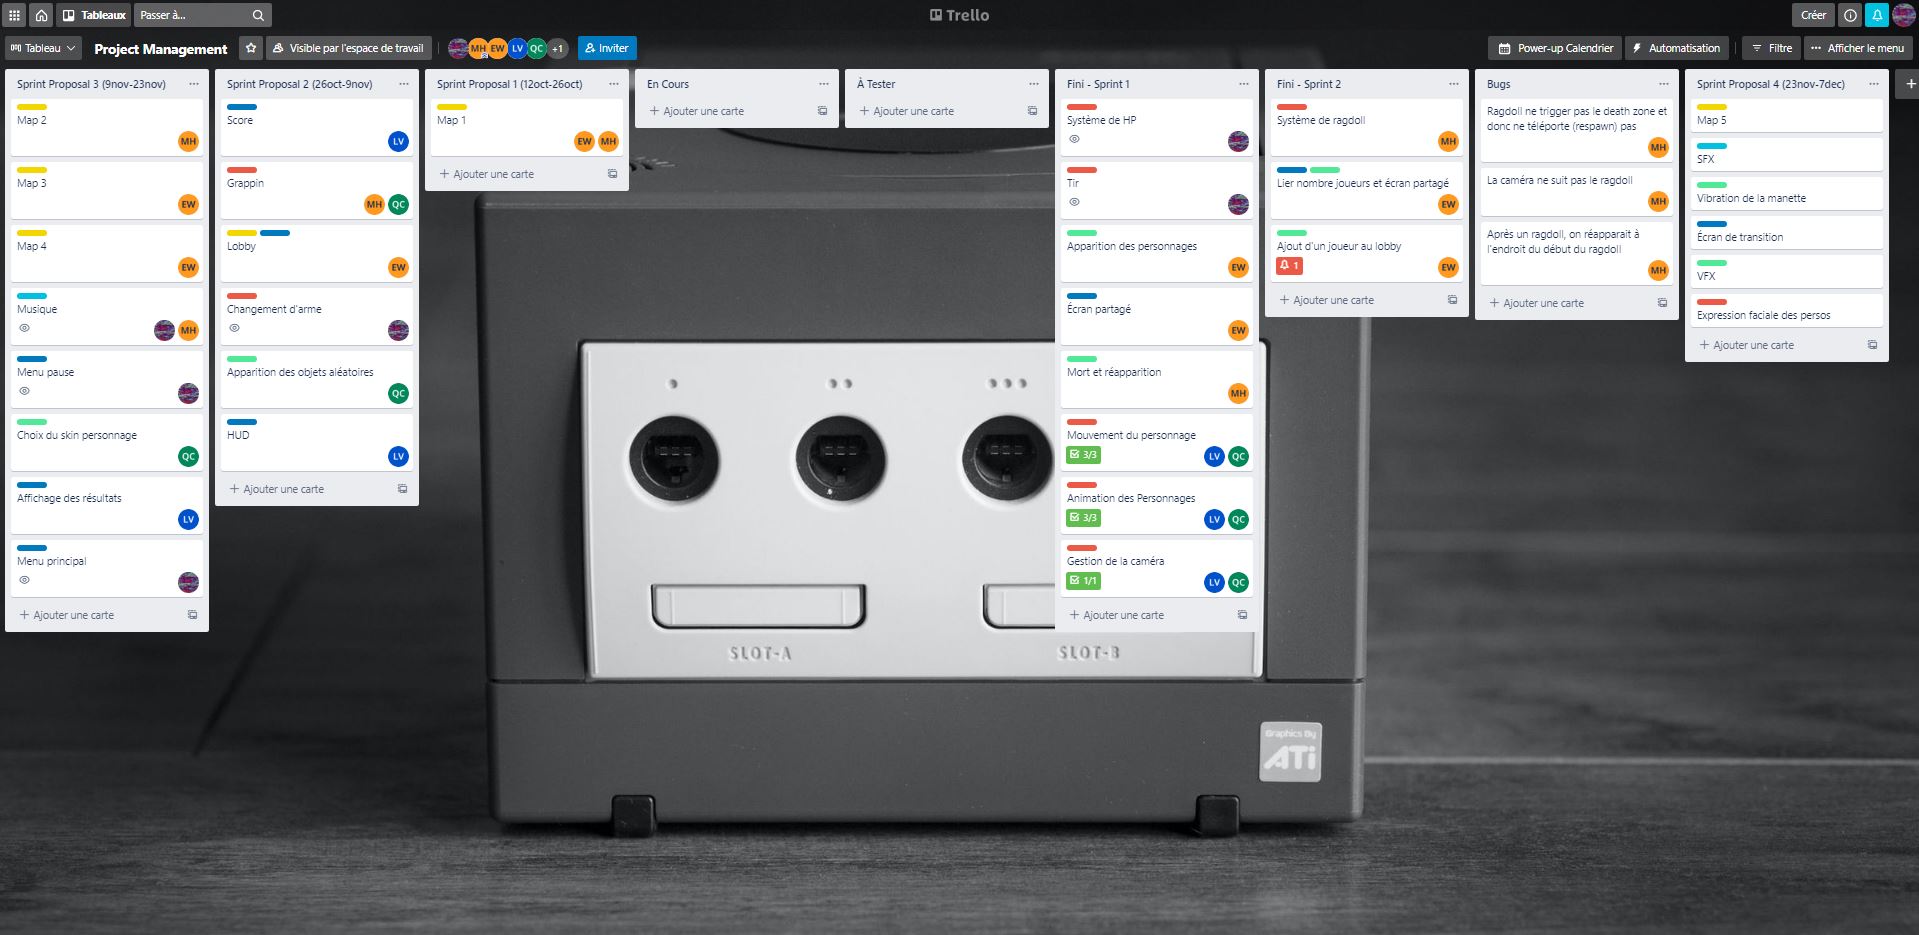 Tableaux
Passer à...
Trello
Créer
Tableau
Project Management
Visible par l'espace de travail
MH
EW
LV
QC
+1
Inviter
Power-up Calendrier
Automatisation
Filtre
Afficher le menu
Sprint Proposal 3 (9nov-23nov)
Map 2
MH
Map 3
EW
Map 4
EW
Musique
MH
Menu pause
Choix du skin personnage
QC
Affichage des résultats
LV
Menu principal
+ Ajouter une carte
Sprint Proposal 2 (26oct-9nov)
Score
LV
Grappin
MH QC
Lobby
EW
Changement d'arme
Apparition des objets aléatoires
QC
HUD
LV
+ Ajouter une carte
Sprint Proposal 1 (12oct-26oct)
Map 1
EW MH
+ Ajouter une carte
En Cours
+ Ajouter une carte
À Tester
+ Ajouter une carte
Fini - Sprint 1
Système de HP
Tir
Apparition des personnages
EW
Écran partagé
EW
Mort et réapparition
MH
Mouvement du personnage
3/3 LV QC
Animation des Personnages
3/3 LV QC
Gestion de la caméra
1/1 LV QC
+ Ajouter une carte
Fini - Sprint 2
Système de ragdoll
MH
Lier nombre joueurs et écran partagé
EW
Ajout d'un joueur au lobby
1 EW
+ Ajouter une carte
Bugs
Ragdoll ne trigger pas le death zone et
donc ne téléporte (respawn) pas
MH
La caméra ne suit pas le ragdoll
MH
Après un ragdoll, on réapparait à
l'endroit du début du ragdoll
MH
+ Ajouter une carte
Sprint Proposal 4 (23nov-7dec)
Map 5
SFX
Vibration de la manette
Écran de transition
VFX
Expression faciale des persos
+ Ajouter une carte
SLOT-A
SLOT-B
Graphics By
ATi